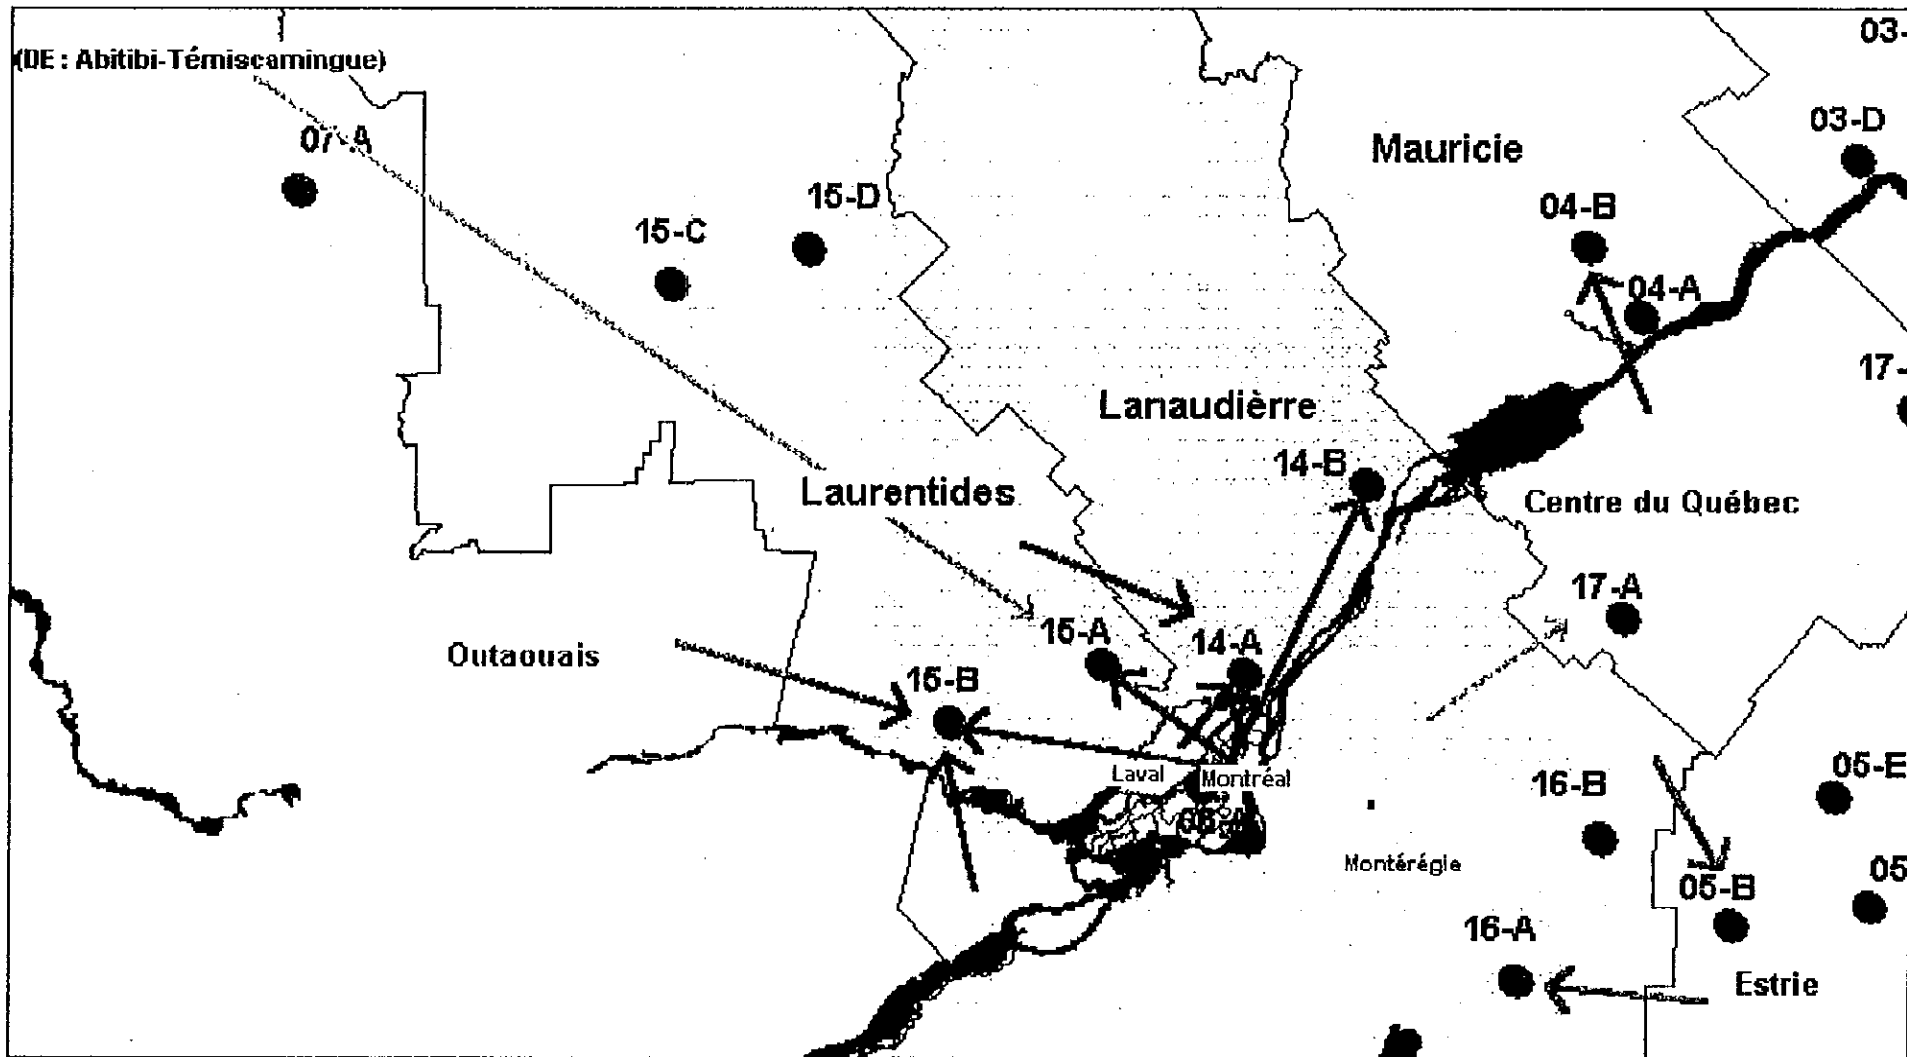 03-
(DE : Abitibi-Témiscamingue)
03-D
07-A
Mauricie
15-D
04-B
15-C
04-A
17-
Lanaudièrre
14-B
Laurentides
Centre du Québec
17-A
15-A
14-A
Outaouais
15-B
Laval
Montréal
16-B
05-E
Montérégie
05-B
05
16-A
Estrie